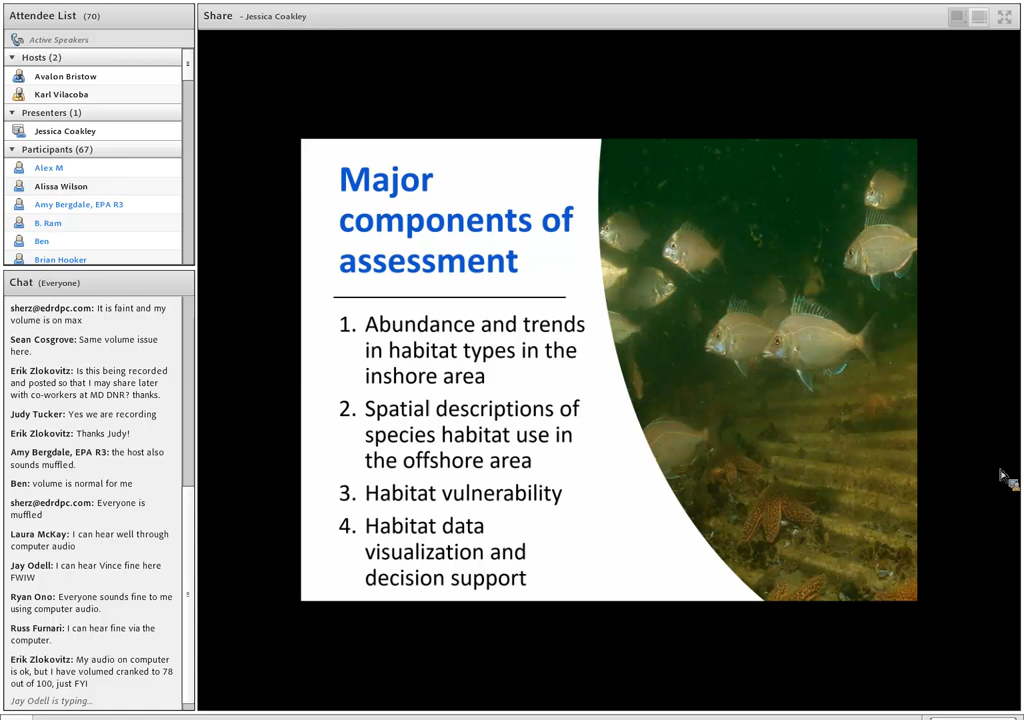 Attendee List (70)
Active Speakers
Hosts (2)
Avalon Bristow
Karl Vilacoba
Presenters (1)
Jessica Coakley
Participants (67)
Alex M
Alissa Wilson
Amy Bergdale, EPA R3
B. Ram
Ben
Brian Hooker
Chat (Everyone)
sherz@edrdpc.com: It is faint and my
volume is on max
Sean Cosgrove: Same volume issue
here.
Erik Zlokovitz: Is this being recorded
and posted so that I may share later
with co-workers at MD DNR? thanks.
Judy Tucker: Yes we are recording
Erik Zlokovitz: Thanks Judy!
Amy Bergdale, EPA R3: the host also
sounds muffled.
Ben: volume is normal for me
sherz@edrdpc.com: Everyone is
muffled
Laura McKay: I can hear well through
computer audio
Jay Odell: I can hear Vince fine here
FWIW
Ryan Ono: Everyone sounds fine to me
using computer audio.
Russ Furnari: I can hear fine via the
computer.
Erik Zlokovitz: My audio on computer
is ok, but I have volumed cranked to 78
out of 100, just FYI
Jay Odell is typing...
Share - Jessica Coakley
Major
components of
assessment
1. Abundance and trends
in habitat types in the
inshore area
2. Spatial descriptions of
species habitat use in
the offshore area
3. Habitat vulnerability
4. Habitat data
visualization and
decision support